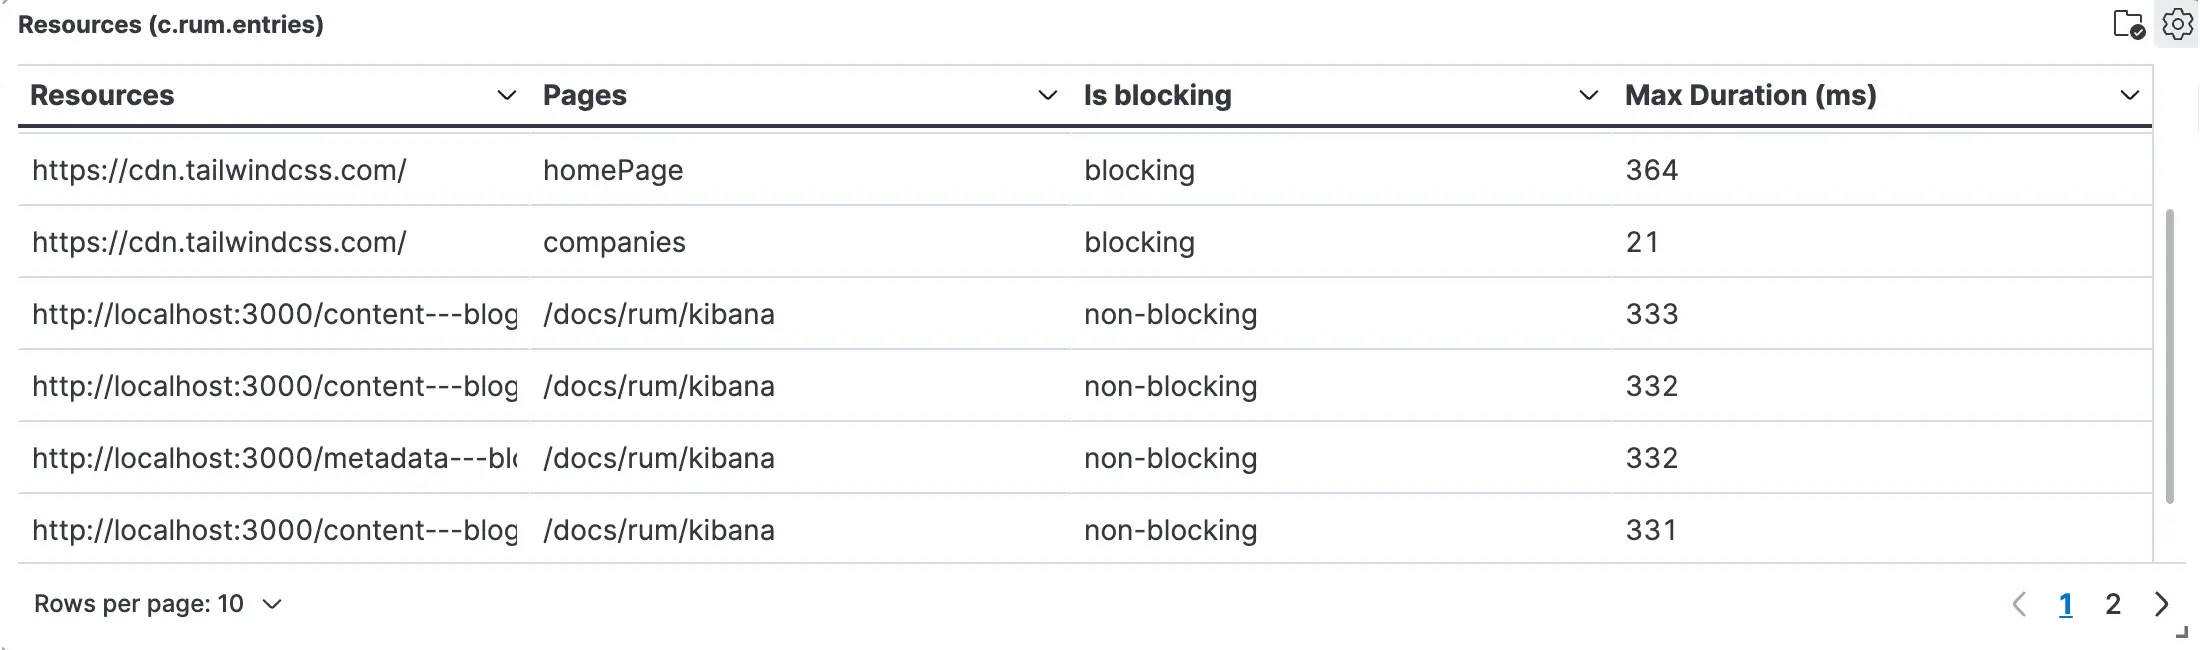 Resources (c.rum.entries)
Resources Pages Is blocking Max Duration (ms)
https://cdn.tailwindcss.com/ homePage blocking 364
https://cdn.tailwindcss.com/ companies blocking 21
http://localhost:3000/content---blog /docs/rum/kibana non-blocking 333
http://localhost:3000/content---blog /docs/rum/kibana non-blocking 332
http://localhost:3000/metadata---blo /docs/rum/kibana non-blocking 332
http://localhost:3000/content---blog /docs/rum/kibana non-blocking 331
Rows per page: 10 1 2